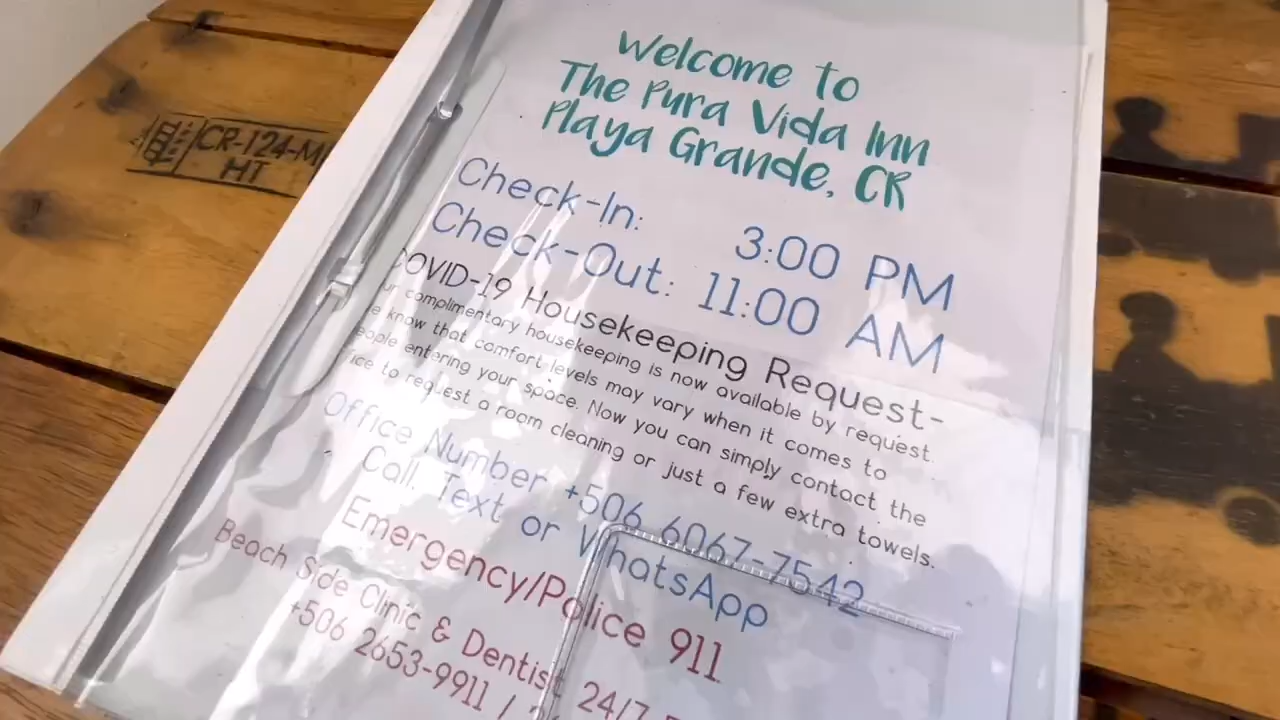 Welcome to
The Pura Vida Inn
Playa Grande, CR
Check-In: 3:00 PM
Check-Out: 11:00 AM
COVID-19 Housekeeping Request-
complimentary housekeeping is now available by request.
know that comfort levels may vary when it comes to
people entering your space. Now you can simply contact the
to request a room cleaning or just a few extra towels.
Office Number +506 6067-7542
Call, Text or WhatsApp
Emergency/Police 911
Beach Side Clinic & Dentist 24/7
+506 2653-9911 /
CR-124-M
HT